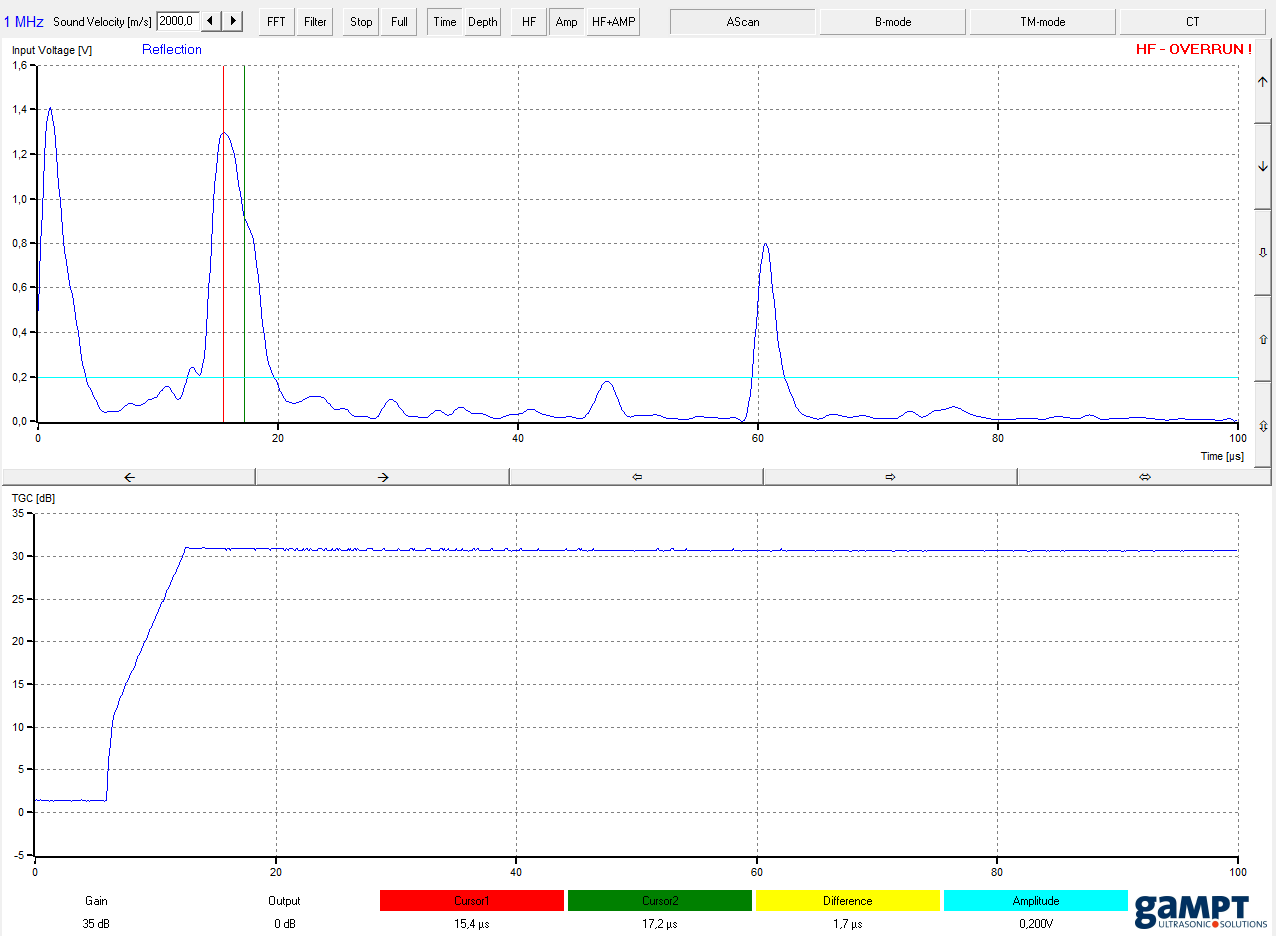 1 MHz Sound Velocity [m/s] 2000,0 FFT Filter Stop Full Time Depth HF Amp HF+AMP AScan B-mode TM-mode CT
Input Voltage [V] Reflection HF - OVERRUN !
1,6
1,4
1,2
1,0
0,8
0,6
0,4
0,2
0,0
0 20 40 60 80 100
Time [µs]
TGC [dB]
35
30
25
20
15
10
5
0
-5
0 20 40 60 80 100
Gain Output Cursor1 Cursor2 Difference Amplitude
35 dB 0 dB 15,4 µs 17,2 µs 1,7 µs 0,200V
gAMPT
ULTRASONIC SOLUTIONS